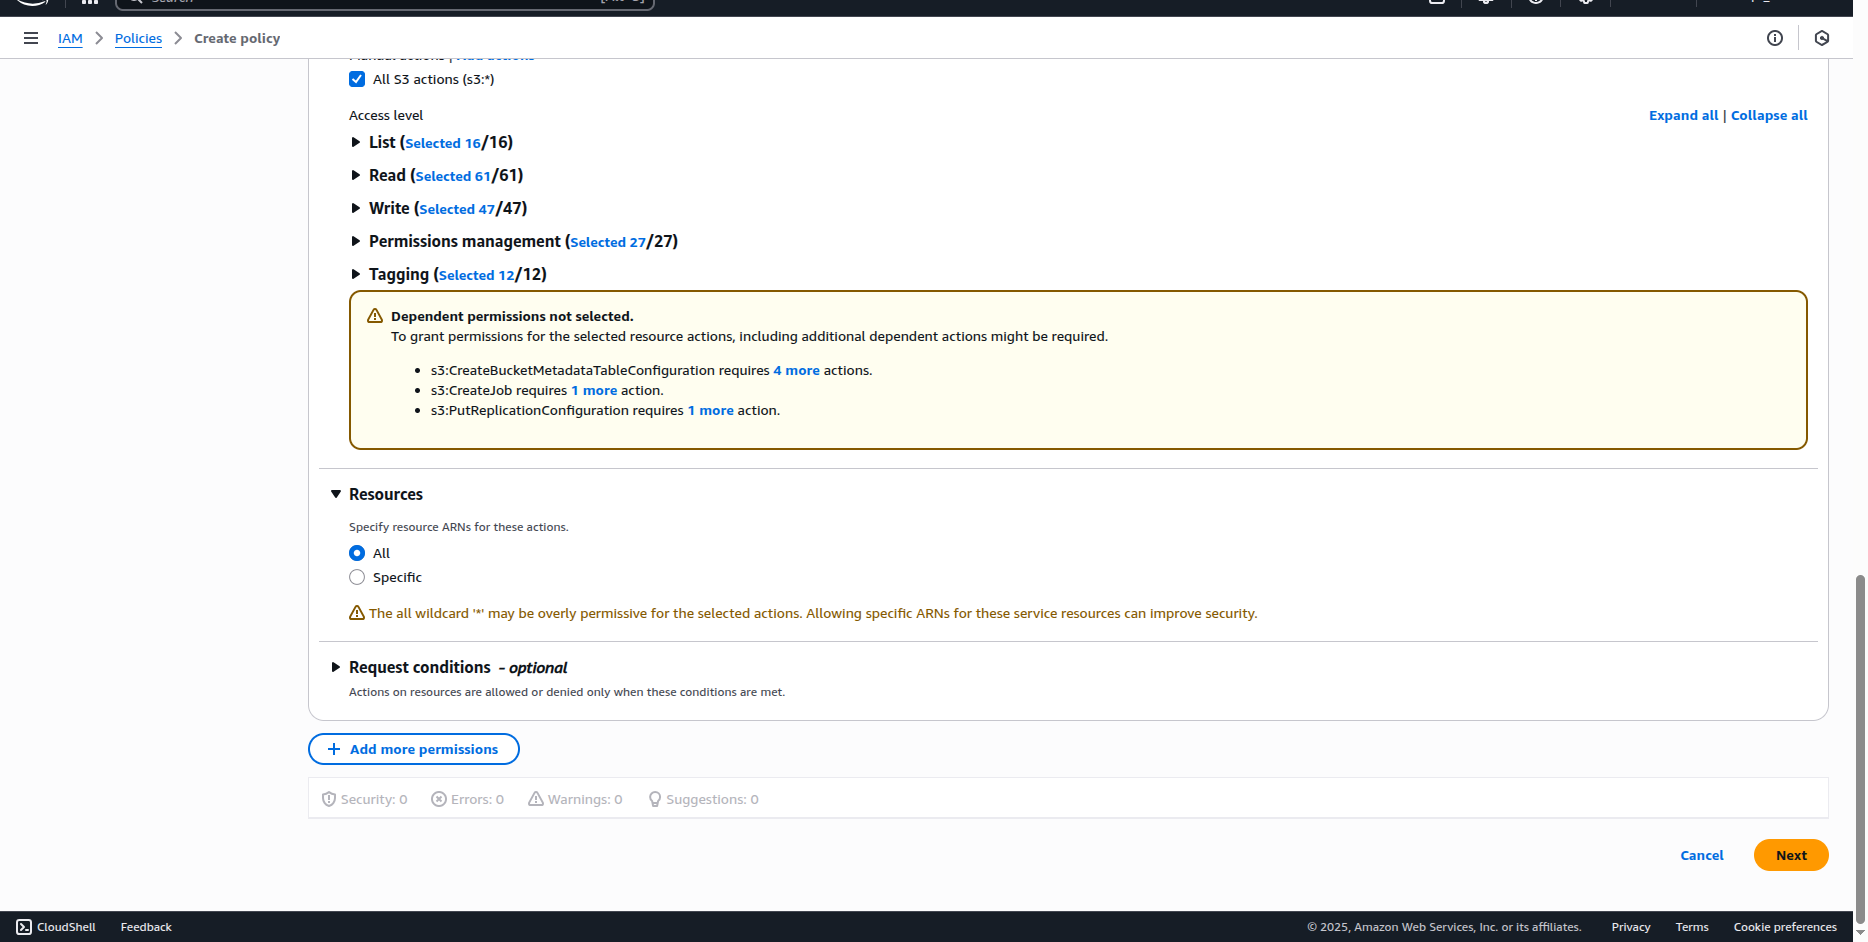 IAM > Policies > Create policy
All S3 actions (s3:*)
Access level
Expand all | Collapse all
List (Selected 16/16)
Read (Selected 61/61)
Write (Selected 47/47)
Permissions management (Selected 27/27)
Tagging (Selected 12/12)
Dependent permissions not selected.
To grant permissions for the selected resource actions, including additional dependent actions might be required.
• s3:CreateBucketMetadataTableConfiguration requires 4 more actions.
• s3:CreateJob requires 1 more action.
• s3:PutReplicationConfiguration requires 1 more action.
Resources
Specify resource ARNs for these actions.
All
Specific
The all wildcard '*' may be overly permissive for the selected actions. Allowing specific ARNs for these service resources can improve security.
Request conditions - optional
Actions on resources are allowed or denied only when these conditions are met.
+ Add more permissions
Security: 0 Errors: 0 Warnings: 0 Suggestions: 0
Cancel Next
CloudShell Feedback © 2025, Amazon Web Services, Inc. or its affiliates. Privacy Terms Cookie preferences